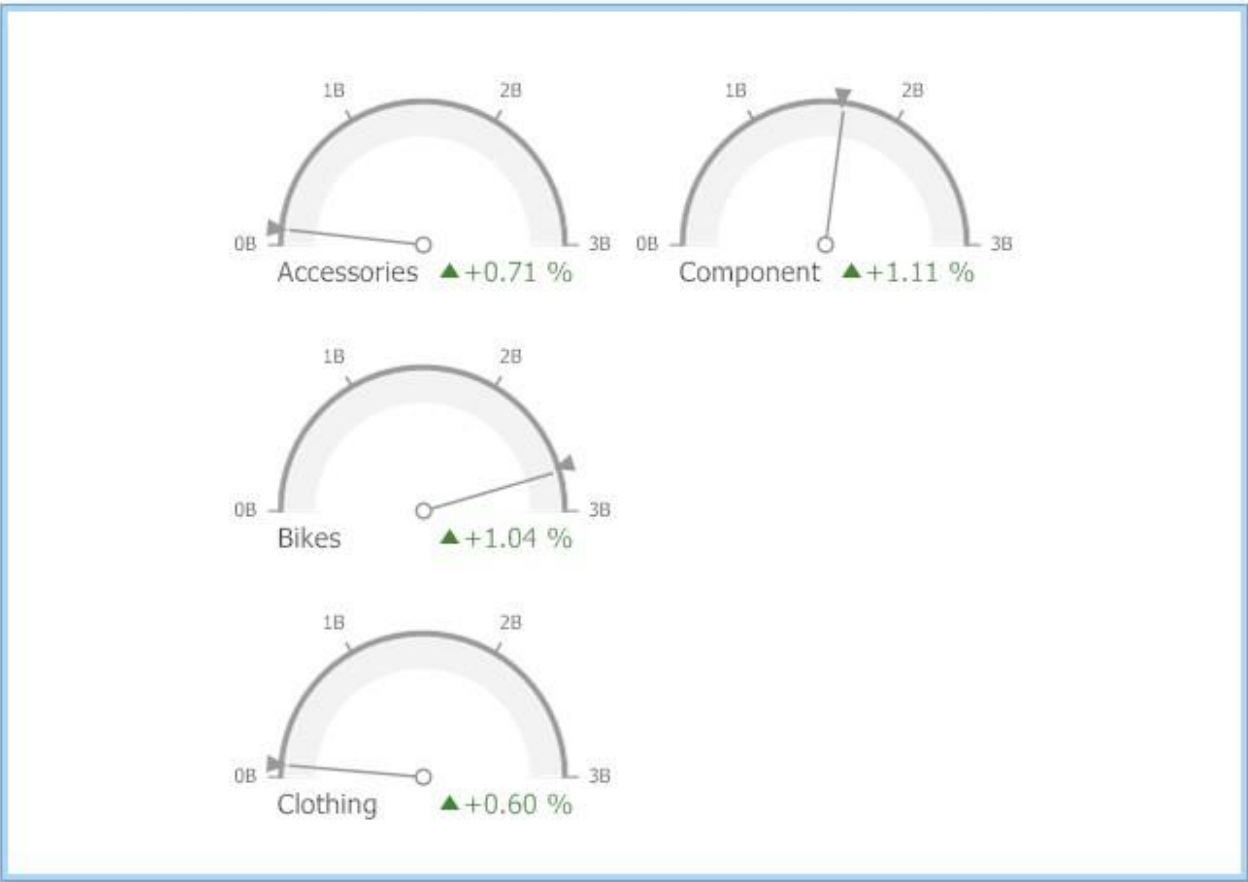 1B 2B 1B 2B
0B 3B 0B 3B
Accessories ▲+0.71 % Component ▲+1.11 %
1B 2B
0B 3B
Bikes ▲+1.04 %
1B 2B
0B 3B
Clothing ▲+0.60 %